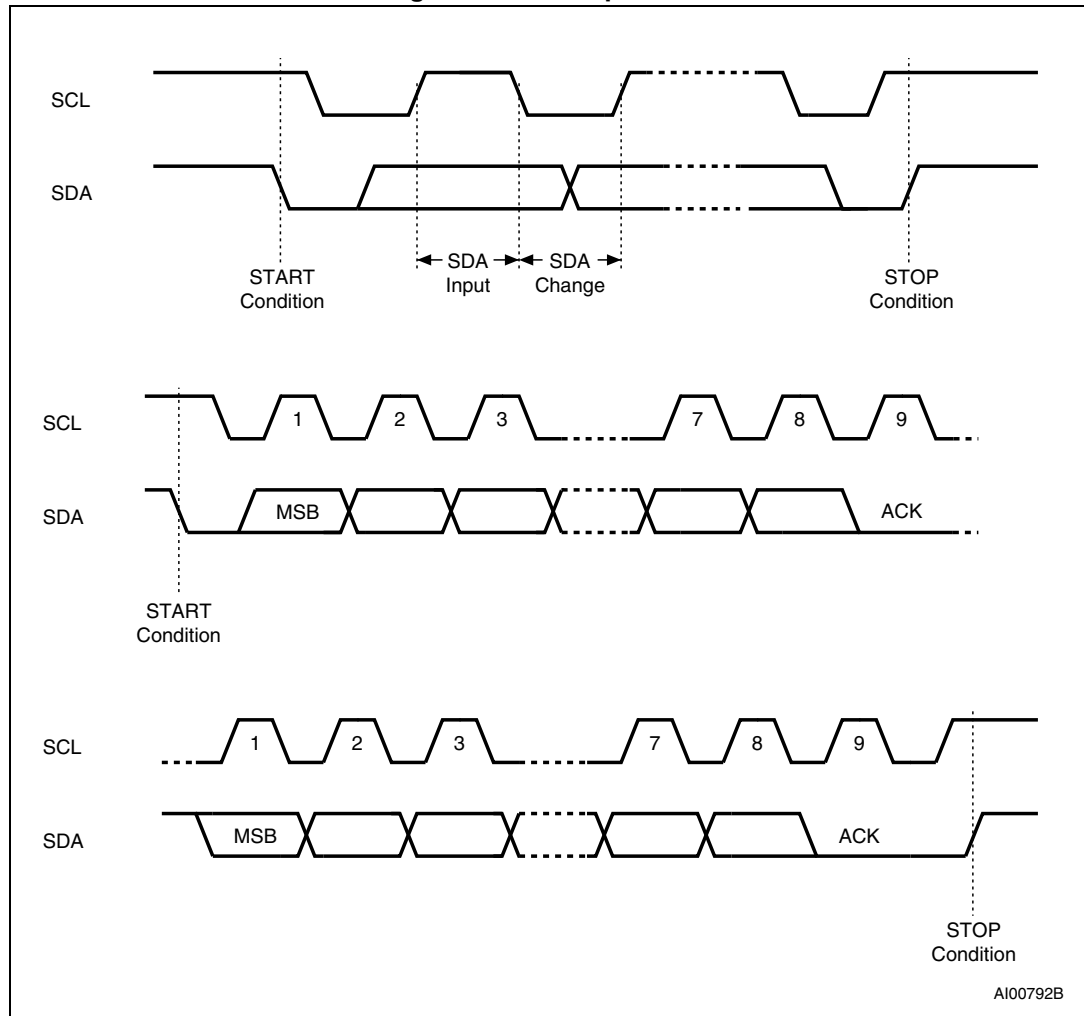 SCL
SDA
SDA Input
SDA Change
START Condition
STOP Condition
SCL
1 2 3 7 8 9
SDA
MSB ACK
START Condition
SCL
1 2 3 7 8 9
SDA
MSB ACK
STOP Condition
AI00792B